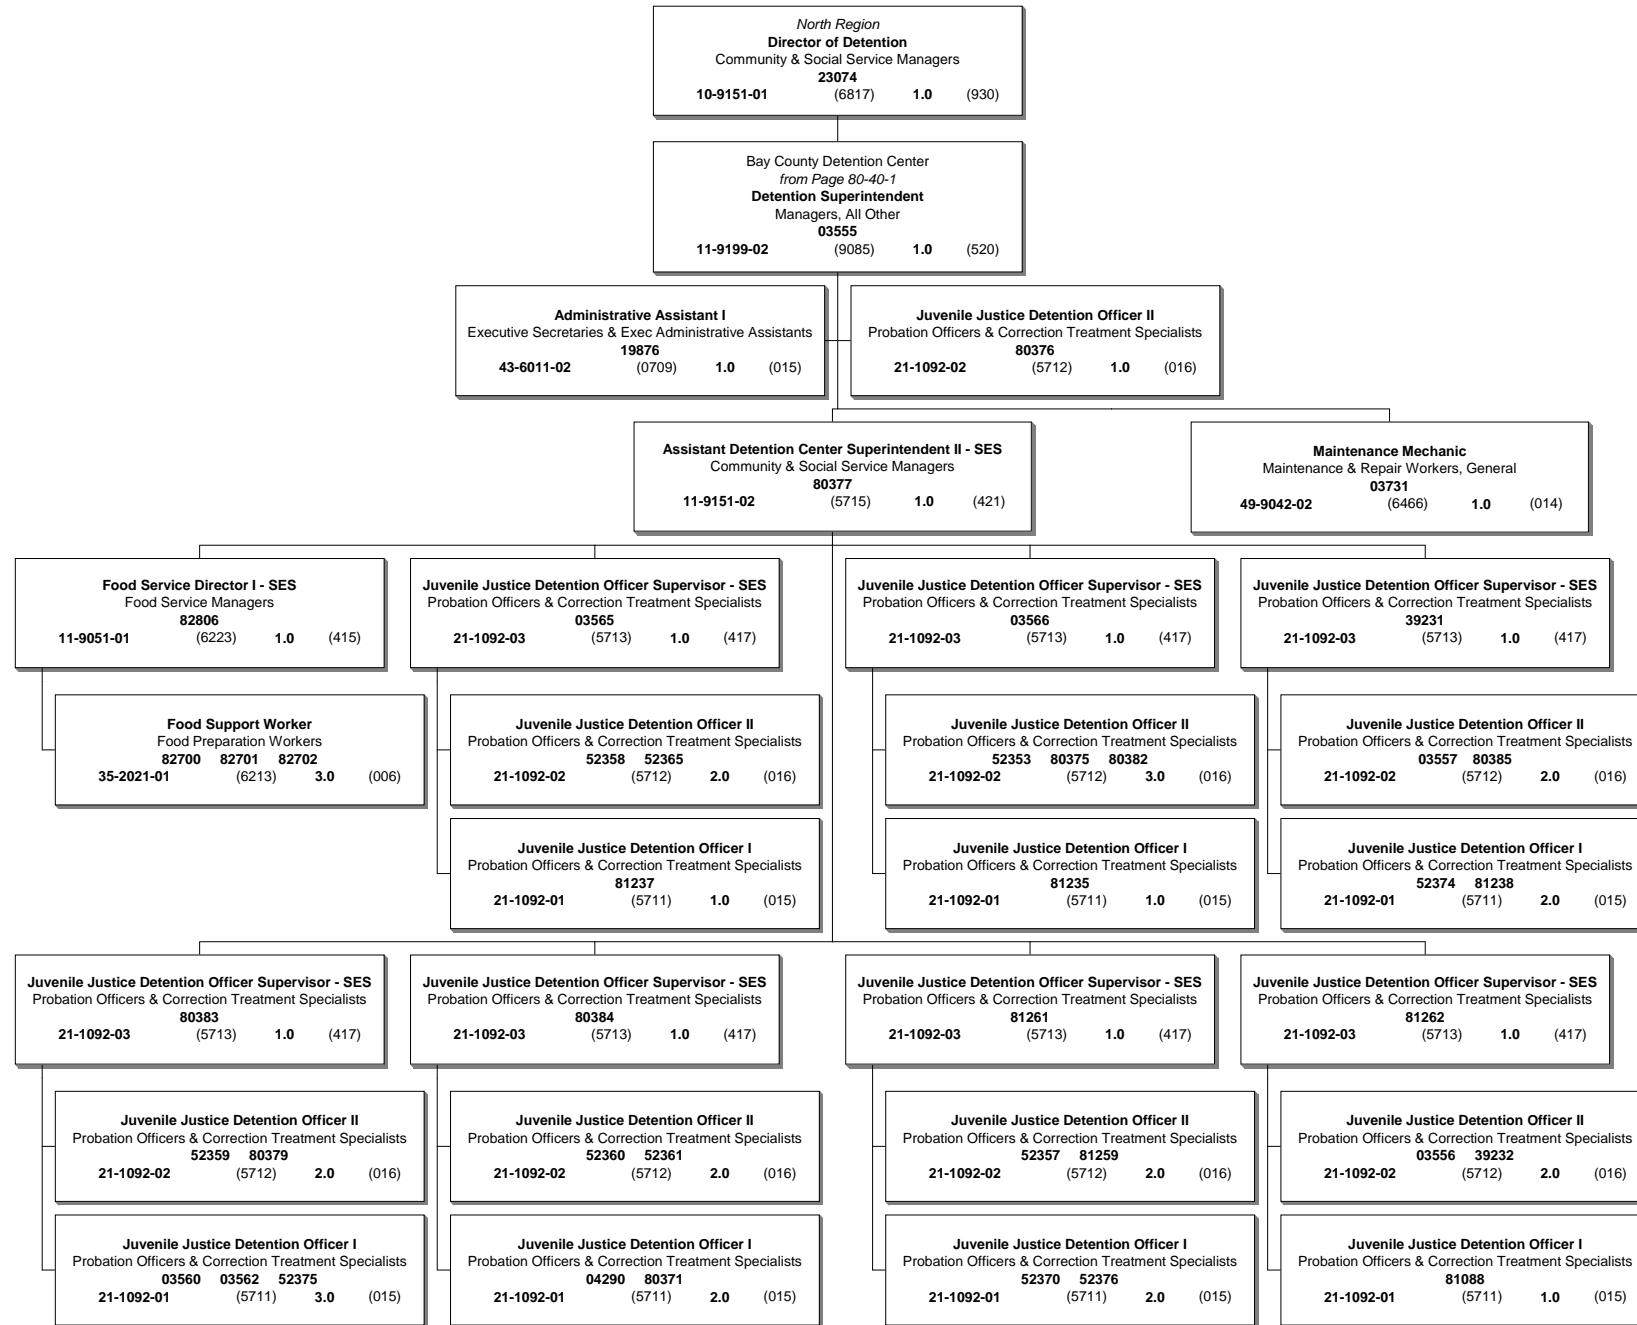 North Region
Director of Detention
Community & Social Service Managers
23074
10-9151-01 (6817) 1.0 (930)
Bay County Detention Center
from Page 80-40-1
Detention Superintendent
Managers, All Other
03555
11-9199-02 (9085) 1.0 (520)
Administrative Assistant I
Executive Secretaries & Exec Administrative Assistants
19876
43-6011-02 (0709) 1.0 (015)
Juvenile Justice Detention Officer II
Probation Officers & Correction Treatment Specialists
80376
21-1092-02 (5712) 1.0 (016)
Assistant Detention Center Superintendent II - SES
Community & Social Service Managers
80377
11-9151-02 (5715) 1.0 (421)
Maintenance Mechanic
Maintenance & Repair Workers, General
03731
49-9042-02 (6466) 1.0 (014)
Food Service Director I - SES
Food Service Managers
82806
11-9051-01 (6223) 1.0 (415)
Juvenile Justice Detention Officer Supervisor - SES
Probation Officers & Correction Treatment Specialists
03565
21-1092-03 (5713) 1.0 (417)
Juvenile Justice Detention Officer Supervisor - SES
Probation Officers & Correction Treatment Specialists
03566
21-1092-03 (5713) 1.0 (417)
Juvenile Justice Detention Officer Supervisor - SES
Probation Officers & Correction Treatment Specialists
39231
21-1092-03 (5713) 1.0 (417)
Food Support Worker
Food Preparation Workers
82700 82701 82702
35-2021-01 (6213) 3.0 (006)
Juvenile Justice Detention Officer II
Probation Officers & Correction Treatment Specialists
52358 52365
21-1092-02 (5712) 2.0 (016)
Juvenile Justice Detention Officer II
Probation Officers & Correction Treatment Specialists
52353 80375 80382
21-1092-02 (5712) 3.0 (016)
Juvenile Justice Detention Officer II
Probation Officers & Correction Treatment Specialists
03557 80385
21-1092-02 (5712) 2.0 (016)
Juvenile Justice Detention Officer I
Probation Officers & Correction Treatment Specialists
81237
21-1092-01 (5711) 1.0 (015)
Juvenile Justice Detention Officer I
Probation Officers & Correction Treatment Specialists
81235
21-1092-01 (5711) 1.0 (015)
Juvenile Justice Detention Officer I
Probation Officers & Correction Treatment Specialists
52374 81238
21-1092-01 (5711) 2.0 (015)
Juvenile Justice Detention Officer Supervisor - SES
Probation Officers & Correction Treatment Specialists
80383
21-1092-03 (5713) 1.0 (417)
Juvenile Justice Detention Officer Supervisor - SES
Probation Officers & Correction Treatment Specialists
80384
21-1092-03 (5713) 1.0 (417)
Juvenile Justice Detention Officer Supervisor - SES
Probation Officers & Correction Treatment Specialists
81261
21-1092-03 (5713) 1.0 (417)
Juvenile Justice Detention Officer Supervisor - SES
Probation Officers & Correction Treatment Specialists
81262
21-1092-03 (5713) 1.0 (417)
Juvenile Justice Detention Officer II
Probation Officers & Correction Treatment Specialists
52359 80379
21-1092-02 (5712) 2.0 (016)
Juvenile Justice Detention Officer II
Probation Officers & Correction Treatment Specialists
52360 52361
21-1092-02 (5712) 2.0 (016)
Juvenile Justice Detention Officer II
Probation Officers & Correction Treatment Specialists
52357 81259
21-1092-02 (5712) 2.0 (016)
Juvenile Justice Detention Officer II
Probation Officers & Correction Treatment Specialists
03556 39232
21-1092-02 (5712) 2.0 (016)
Juvenile Justice Detention Officer I
Probation Officers & Correction Treatment Specialists
03560 03562 52375
21-1092-01 (5711) 3.0 (015)
Juvenile Justice Detention Officer I
Probation Officers & Correction Treatment Specialists
04290 80371
21-1092-01 (5711) 2.0 (015)
Juvenile Justice Detention Officer I
Probation Officers & Correction Treatment Specialists
52370 52376
21-1092-01 (5711) 2.0 (015)
Juvenile Justice Detention Officer I
Probation Officers & Correction Treatment Specialists
81088
21-1092-01 (5711) 1.0 (015)